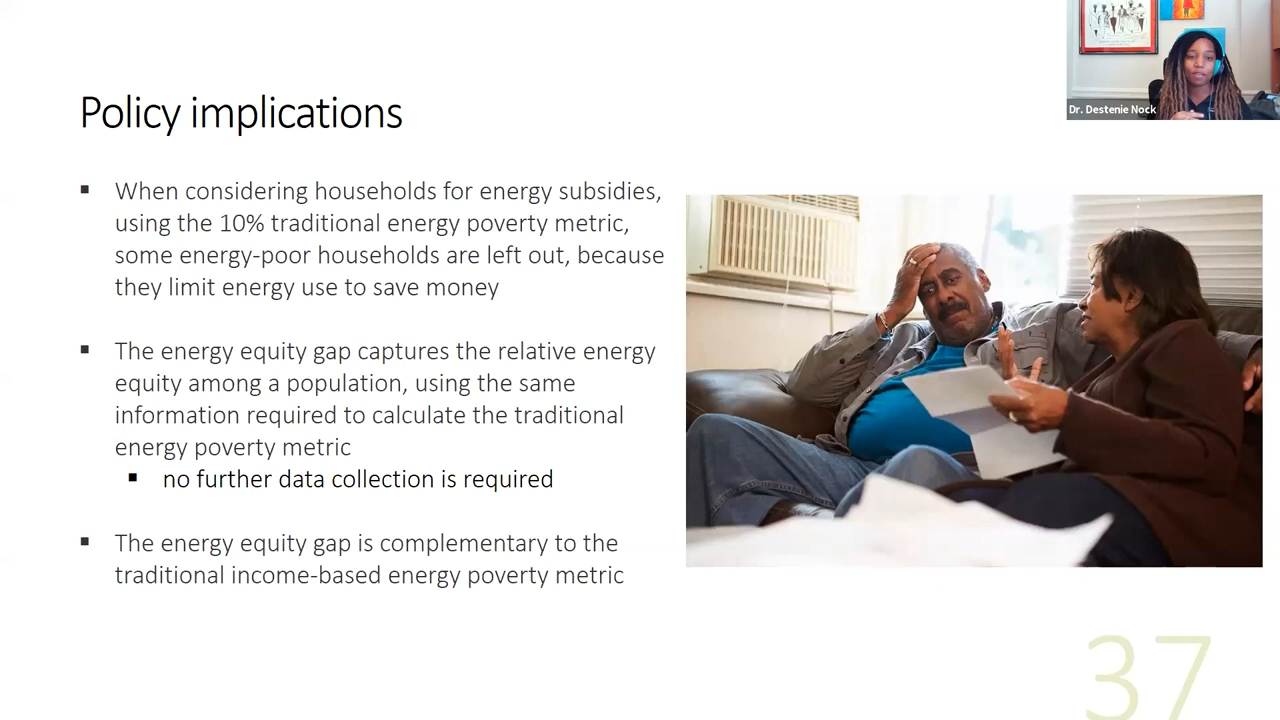 Dr. Destenie Nock
Policy implications
▪ When considering households for energy subsidies,
using the 10% traditional energy poverty metric,
some energy-poor households are left out, because
they limit energy use to save money
▪ The energy equity gap captures the relative energy
equity among a population, using the same
information required to calculate the traditional
energy poverty metric
▪ no further data collection is required
▪ The energy equity gap is complementary to the
traditional income-based energy poverty metric
37